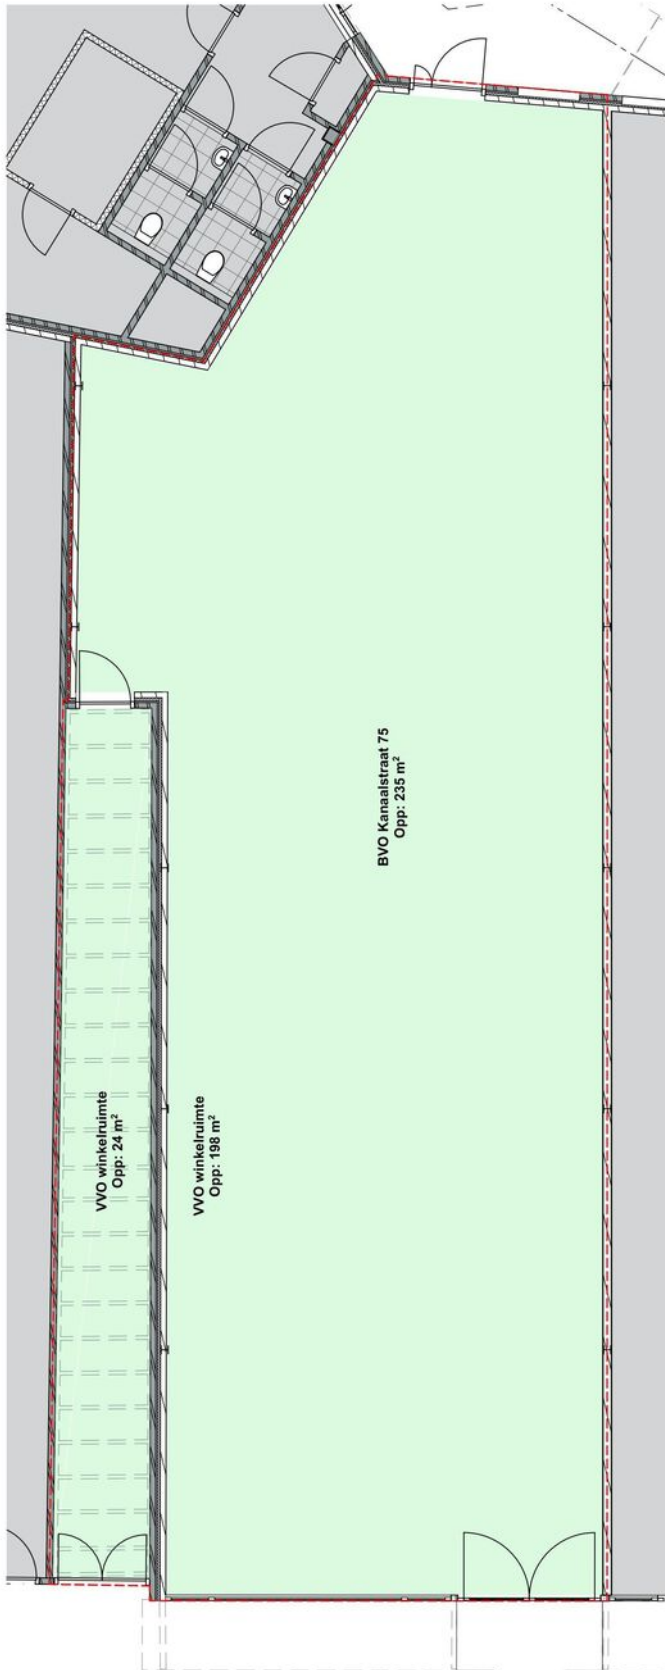 BVO Kanaalstraat 75
Opp: 235 m²
VVO winkelruimte
Opp: 24 m²
VVO winkelruimte
Opp: 198 m²